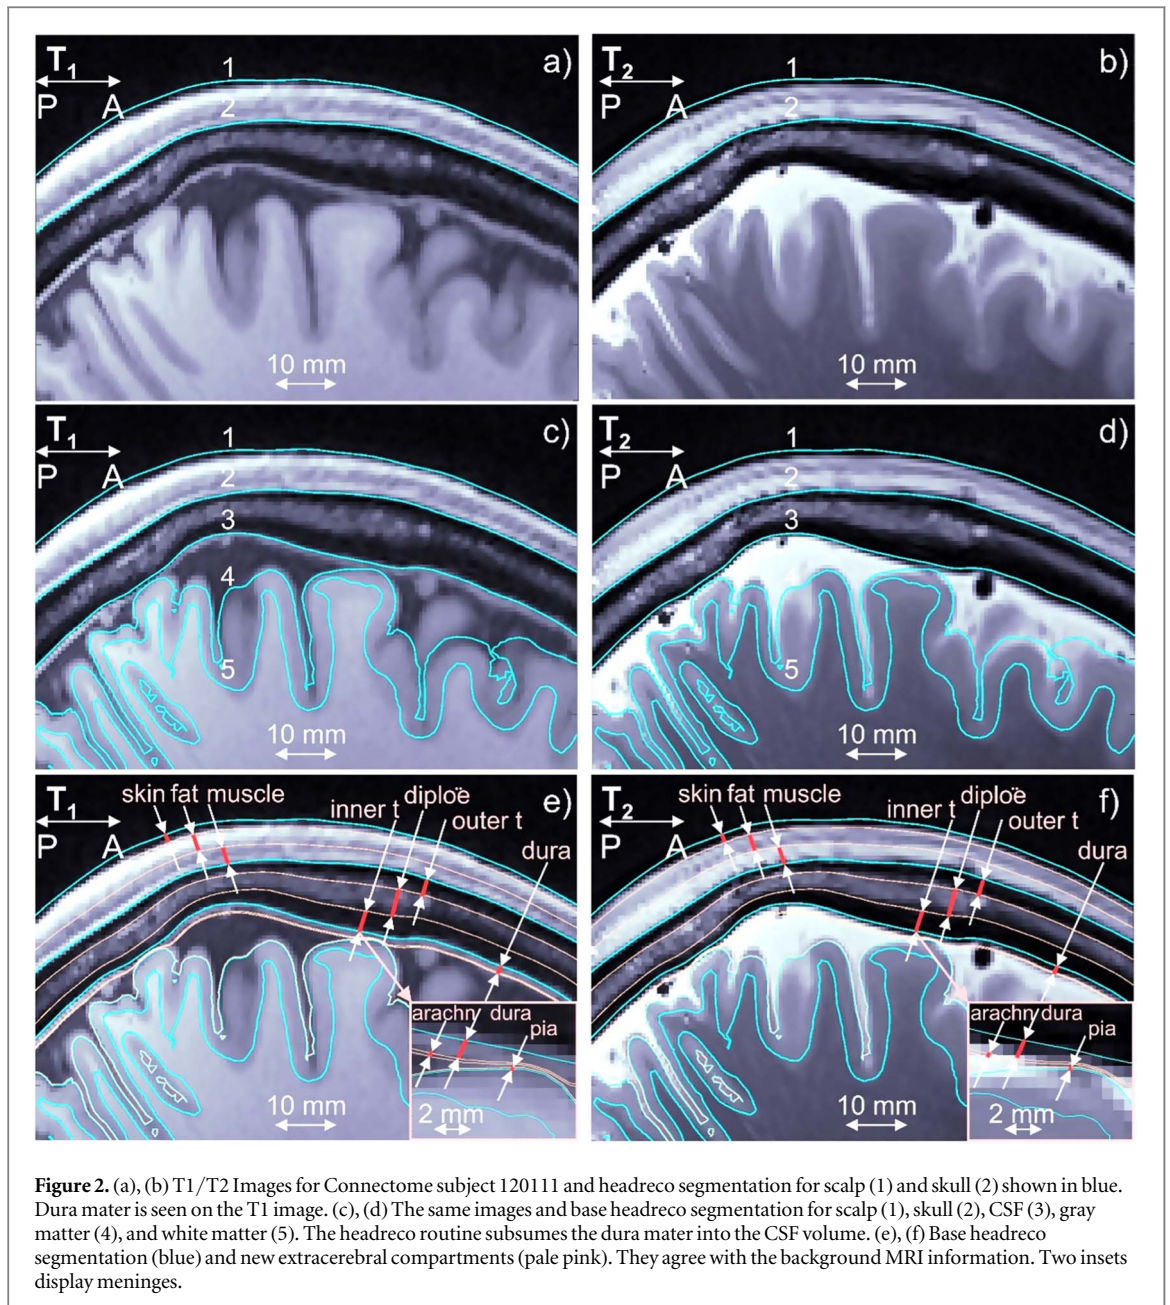 T1
a)
P A
1
2
10 mm
T2
b)
P A
1
2
10 mm
T1
c)
P A
1
2
3
4
5
10 mm
T2
d)
P A
1
2
3
5
10 mm
T1
e)
P A
skin fat muscle
inner t
diploë
outer t
dura
10 mm
arachn dura
pia
2 mm
T2
f)
P A
skin fat muscle
inner t
diploë
outer t
dura
10 mm
arachn dura
pia
2 mm
Figure 2. (a), (b) T1/T2 Images for Connectome subject 120111 and headreco segmentation for scalp (1) and skull (2) shown in blue.
Dura mater is seen on the T1 image. (c), (d) The same images and base headreco segmentation for scalp (1), skull (2), CSF (3), gray
matter (4), and white matter (5). The headreco routine subsumes the dura mater into the CSF volume. (e), (f) Base headreco
segmentation (blue) and new extracerebral compartments (pale pink). They agree with the background MRI information. Two insets
display meninges.